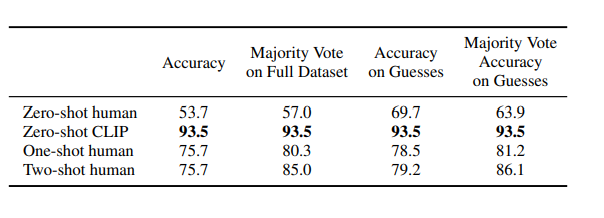 Accuracy Majority Vote on Full Dataset Accuracy on Guesses Majority Vote Accuracy on Guesses
Zero-shot human 53.7 57.0 69.7 63.9
Zero-shot CLIP 93.5 93.5 93.5 93.5
One-shot human 75.7 80.3 78.5 81.2
Two-shot human 75.7 85.0 79.2 86.1